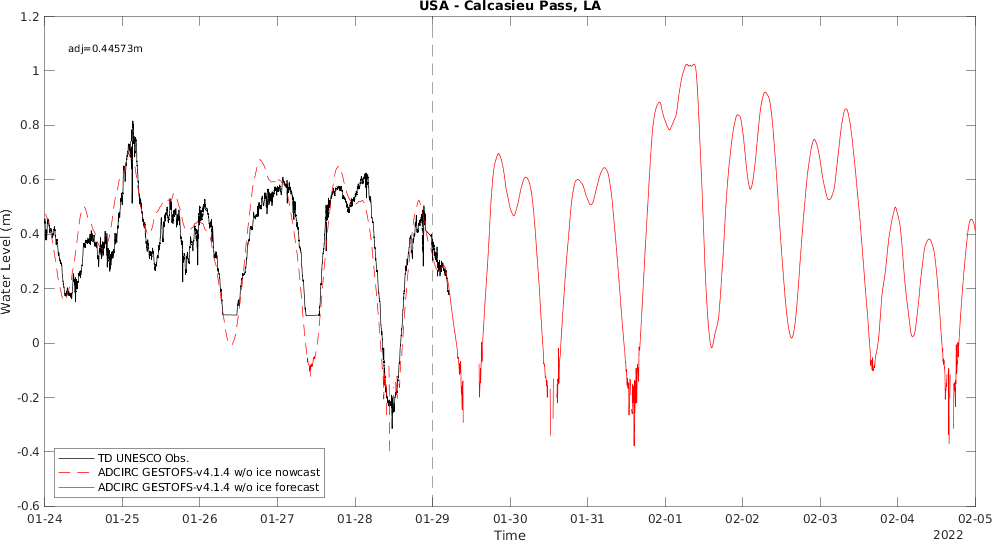 USA - Calcasieu Pass, LA
adj=0.44573m
Water Level (m)
1.2
1
0.8
0.6
0.4
0.2
0
-0.2
-0.4
-0.6
TD UNESCO Obs.
ADCIRC GESTOFS-v4.1.4 w/o ice nowcast
ADCIRC GESTOFS-v4.1.4 w/o ice forecast
01-24 01-25 01-26 01-27 01-28 01-29 01-30 01-31 02-01 02-02 02-03 02-04 02-05
Time
2022